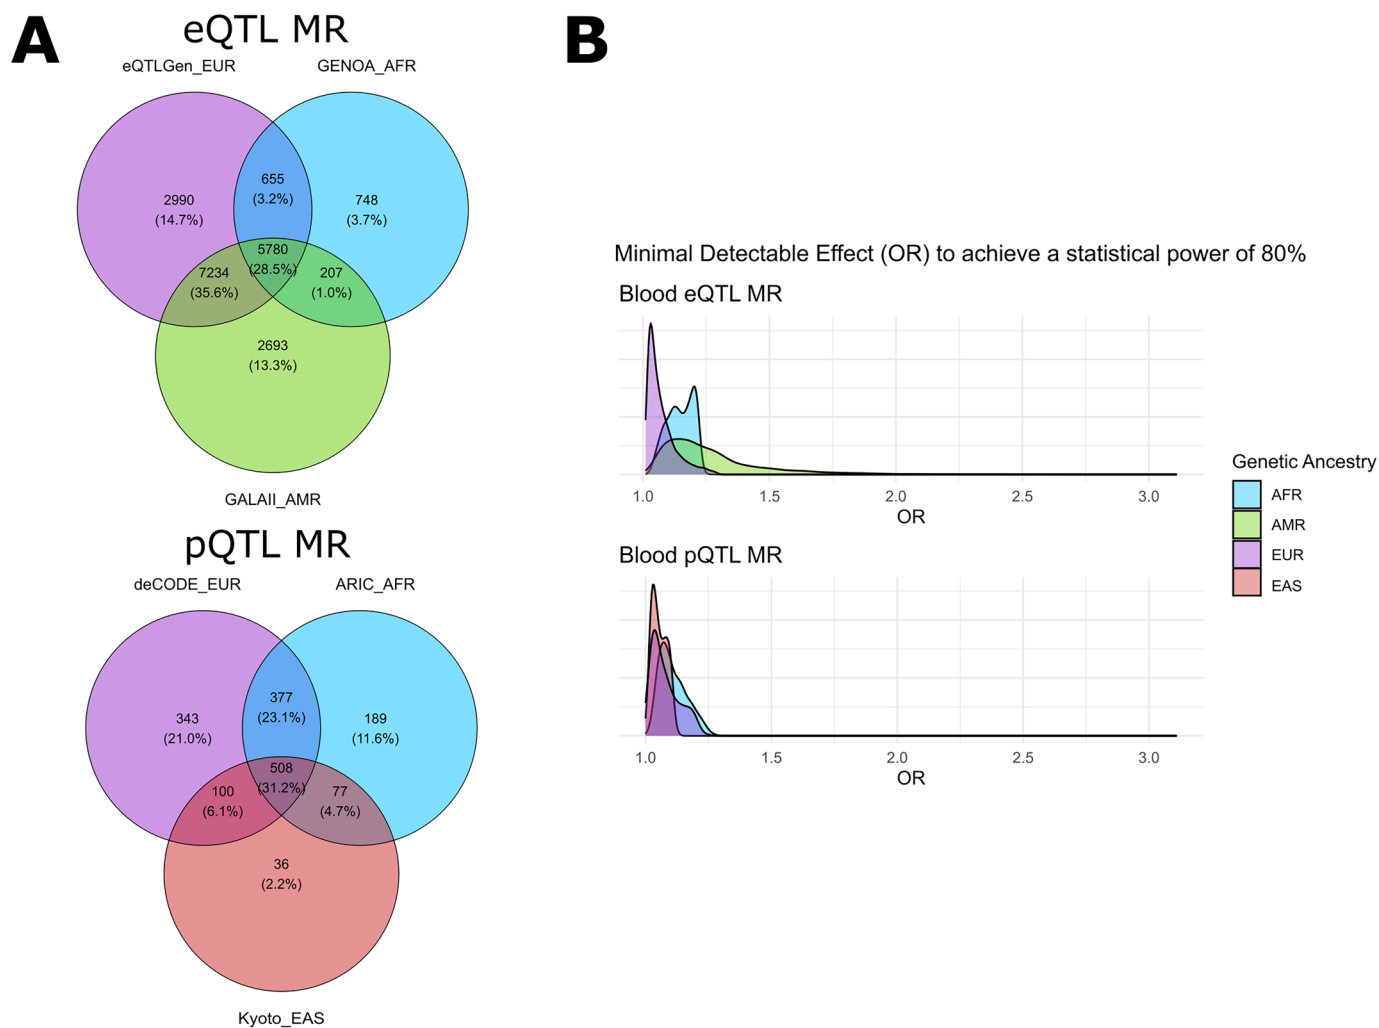 A
eQTL MR
eQTLGen_EUR
GENOA_AFR
2990
(14.7%)
655
(3.2%)
748
(3.7%)
5780
(28.5%)
7234
(35.6%)
207
(1.0%)
2693
(13.3%)
GALAII_AMR
pQTL MR
deCODE_EUR
ARIC_AFR
343
(21.0%)
377
(23.1%)
189
(11.6%)
508
(31.2%)
100
(6.1%)
77
(4.7%)
36
(2.2%)
Kyoto_EAS
B
Minimal Detectable Effect (OR) to achieve a statistical power of 80%
Blood eQTL MR
1.0 1.5 2.0 2.5 3.0
OR
Blood pQTL MR
1.0 1.5 2.0 2.5 3.0
OR
Genetic Ancestry
AFR
AMR
EUR
EAS